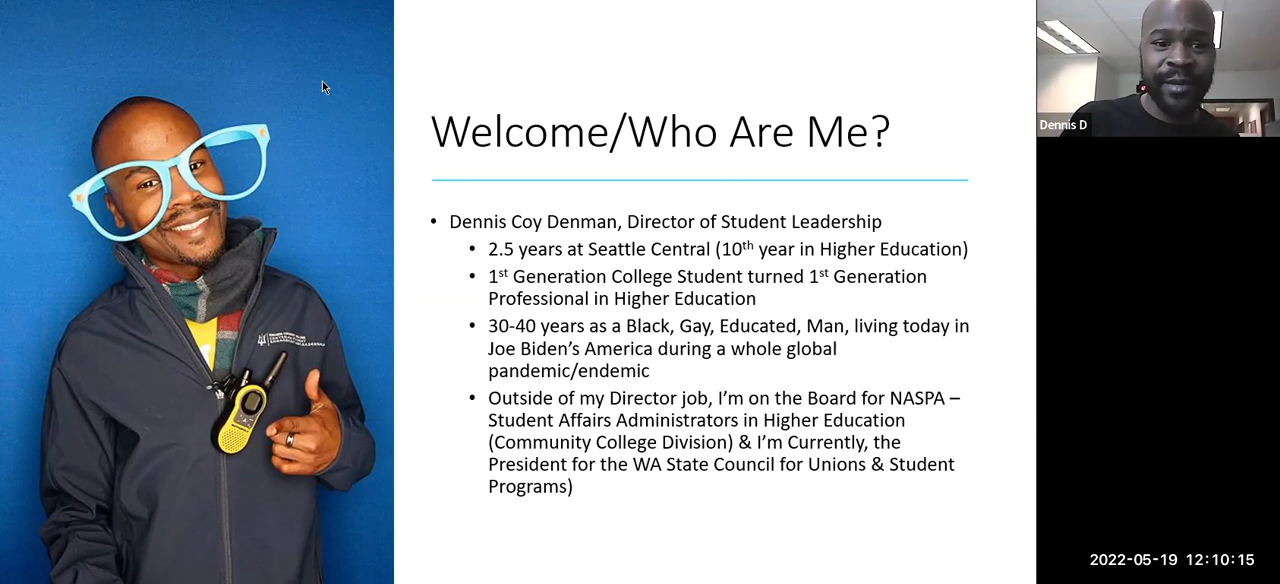 Welcome/Who Are Me?
• Dennis Coy Denman, Director of Student Leadership
• 2.5 years at Seattle Central (10th year in Higher Education)
• 1st Generation College Student turned 1st Generation
Professional in Higher Education
• 30-40 years as a Black, Gay, Educated, Man, living today in
Joe Biden’s America during a whole global
pandemic/endemic
• Outside of my Director job, I’m on the Board for NASPA –
Student Affairs Administrators in Higher Education
(Community College Division) & I’m Currently, the
President for the WA State Council for Unions & Student
Programs)
Dennis D
2022-05-19 12:10:15